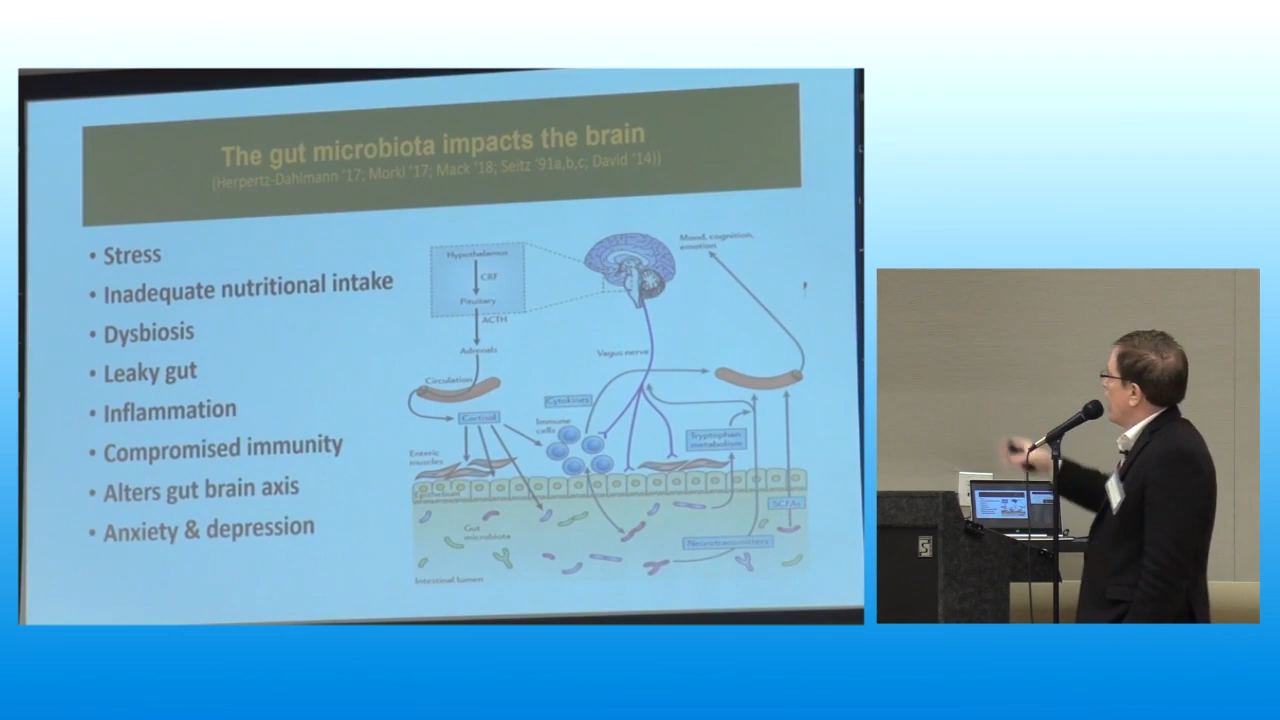 The gut microbiota impacts the brain
(Herpertz-Dahlmann '17; Morkl '17; Mack '18; Seitz '91a,b,c; David '14))
• Stress
• Inadequate nutritional intake
• Dysbiosis
• Leaky gut
• Inflammation
• Compromised immunity
• Alters gut brain axis
• Anxiety & depression
Hypothalamus
CRF
Pituitary
ACTH
Adrenals
Circulation
Cortisol
Enteric
muscles
Epithelium
Mood, cognition,
emotion
Vagus nerve
Cytokines
Immune
cells
Tryptophan
metabolism
SCFAs
Gut
microbiota
Neurotransmitters
Intestinal lumen